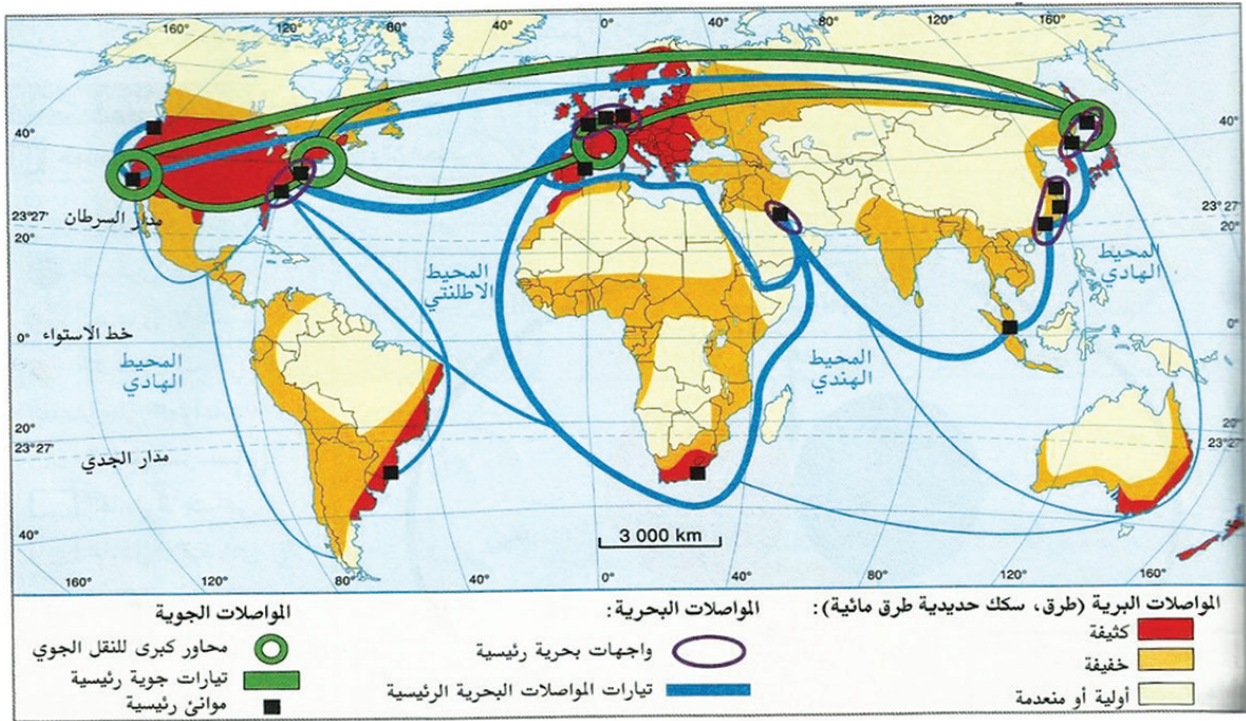 160° 120° 80° 40° 0° 40° 80° 120° 160°
40°
40°
مدار السرطان
23°27'
20°
23°27'
20°
المحيط
الاطلنتي
المحيط
الهادي
خط الاستواء
0°
0°
المحيط
الهادي
المحيط
الهندي
20°
23°27'
مدار الجدي
20°
23°27'
40°
3 000 km
160° 120° 80° 40° 0° 40° 80° 120° 160°
المواصلات البرية (طرق، سكك حديدية طرق مائية):
كثيفة
خفيفة
أولية أو منعدمة
المواصلات البحرية:
واجهات بحرية رئيسية
تيارات المواصلات البحرية الرئيسية
المواصلات الجوية
محاور كبرى للنقل الجوي
تيارات جوية رئيسية
موانئ رئيسية